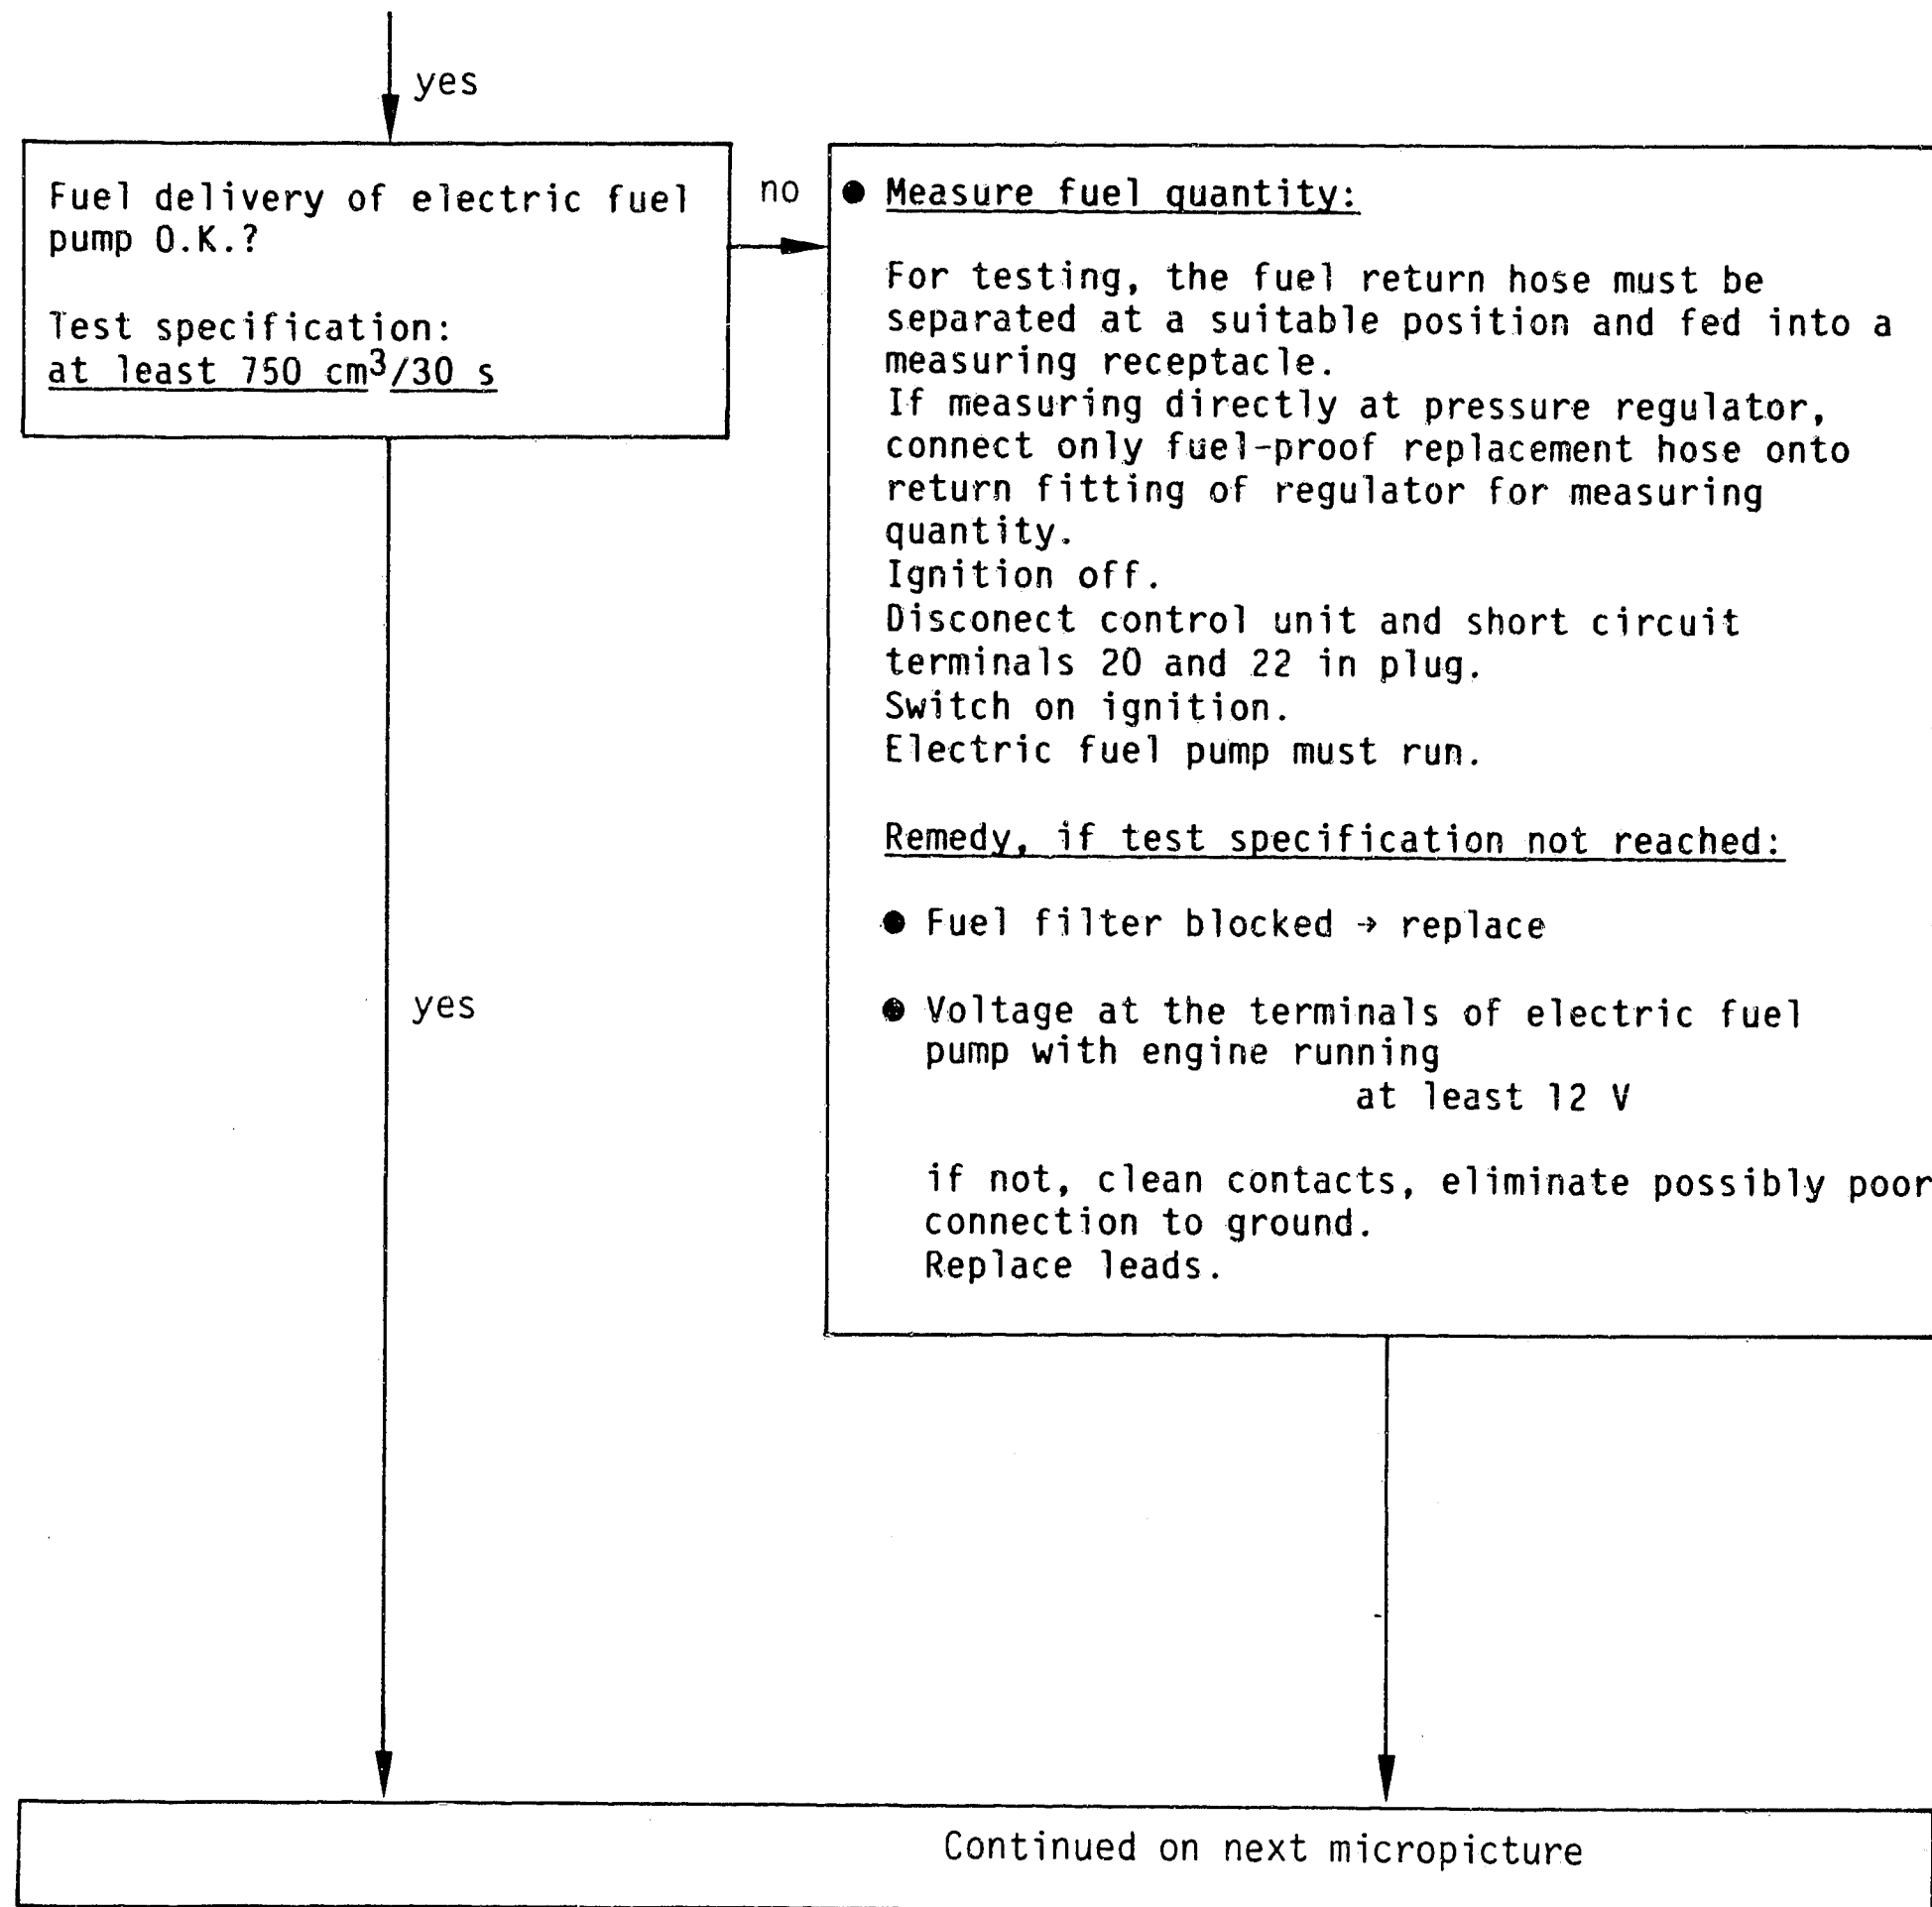 yes
Fuel delivery of electric fuel
pump O.K.?
Test specification:
at least 750 cm³/30 s
no
● Measure fuel quantity:
For testing, the fuel return hose must be
separated at a suitable position and fed into a
measuring receptacle.
If measuring directly at pressure regulator,
connect only fuel-proof replacement hose onto
return fitting of regulator for measuring
quantity.
Ignition off.
Disconect control unit and short circuit
terminals 20 and 22 in plug.
Switch on ignition.
Electric fuel pump must run.
Remedy, if test specification not reached:
● Fuel filter blocked → replace
● Voltage at the terminals of electric fuel
pump with engine running
at least 12 V
if not, clean contacts, eliminate possibly poor
connection to ground.
Replace leads.
yes
Continued on next micropicture